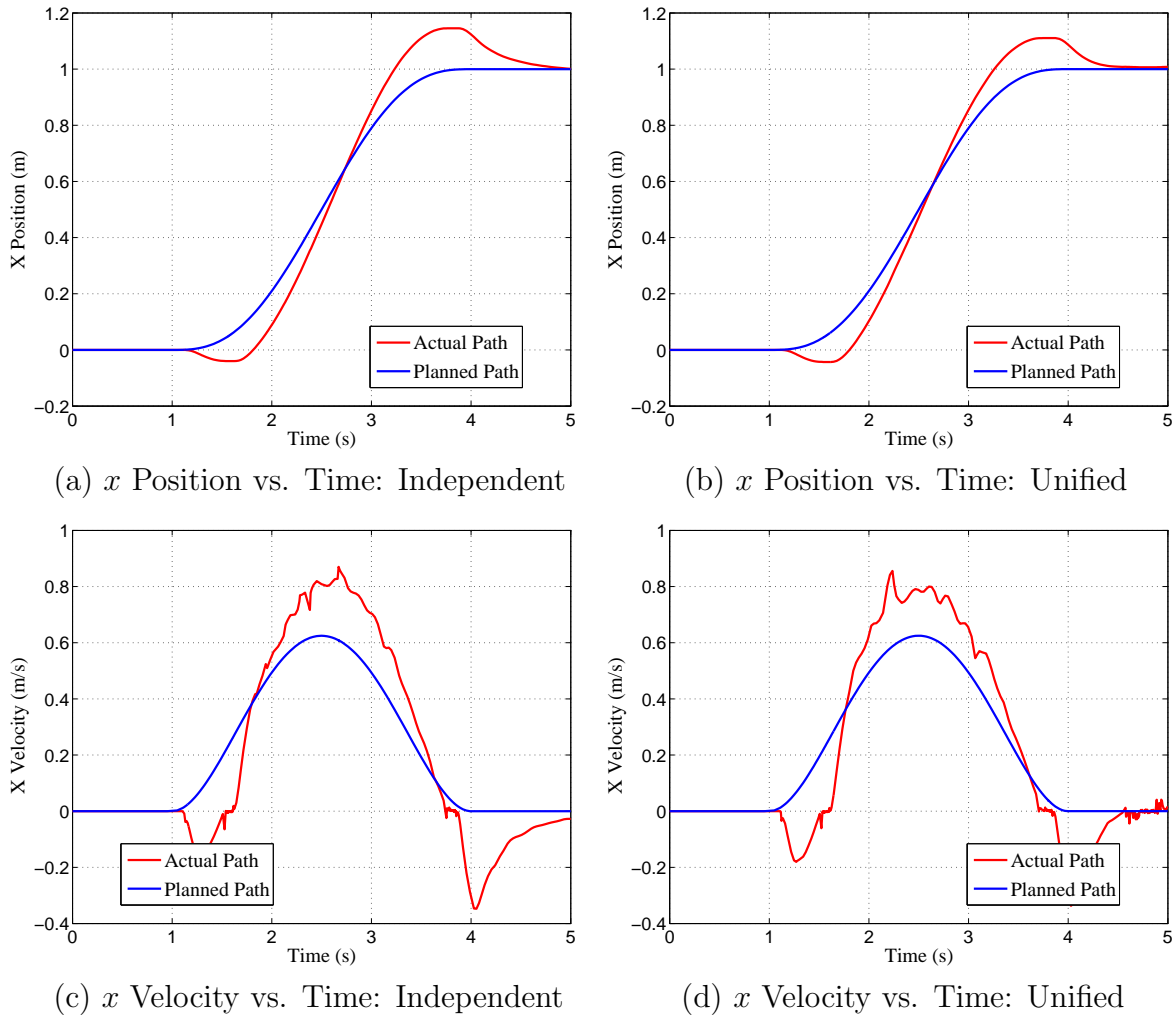 1.2
1
0.8
0.6
0.4
0.2
0
−0.2
X Position (m)
Actual Path
Planned Path
0 1 2 3 4 5
Time (s)
(a) x Position vs. Time: Independent
1.2
1
0.8
0.6
0.4
0.2
0
−0.2
X Position (m)
Actual Path
Planned Path
0 1 2 3 4 5
Time (s)
(b) x Position vs. Time: Unified
1
0.8
0.6
0.4
0.2
0
−0.2
−0.4
X Velocity (m/s)
Actual Path
Planned Path
0 1 2 3 4 5
Time (s)
(c) x Velocity vs. Time: Independent
1
0.8
0.6
0.4
0.2
0
−0.2
−0.4
X Velocity (m/s)
Actual Path
Planned Path
0 1 2 3 4 5
Time (s)
(d) x Velocity vs. Time: Unified